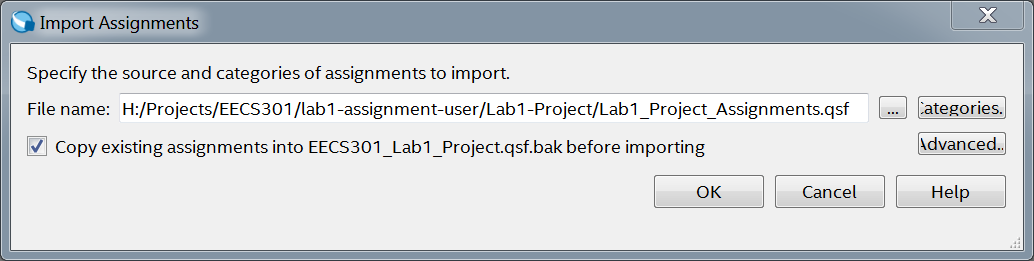 Import Assignments
Specify the source and categories of assignments to import.
File name: H:/Projects/EECS301/lab1-assignment-user/Lab1-Project/Lab1_Project_Assignments.qsf ... Categories..
Copy existing assignments into EECS301_Lab1_Project.qsf.bak before importing Advanced..
OK Cancel Help